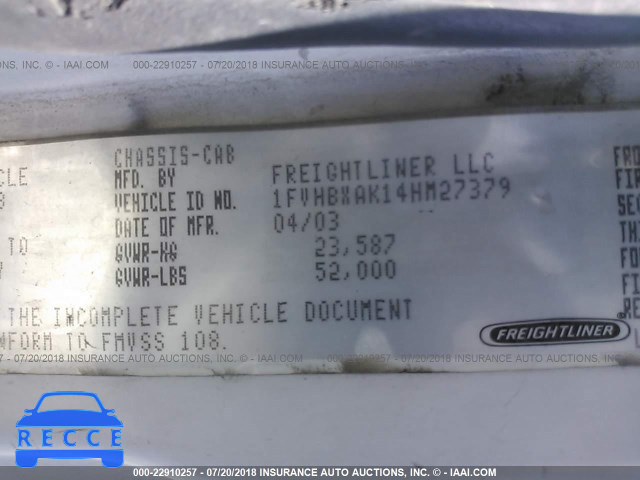 000-22910257 - 07/20/2018 INSURANCE AUTO AUCTIONS, INC. - © IAAI.COM
CHASSIS-CAB
MFD. BY FREIGHTLINER LLC
VEHICLE ID NO. 1FVHBXAK14HM27379
DATE OF MFR. 04/03
TO GVWR-KG 23,587
GVWR-LBS 52,000
THE INCOMPLETE VEHICLE DOCUMENT
TO FMVSS 108.
FREIGHTLINER
RECCE
000-22910257 - 07/20/2018 INSURANCE AUTO AUCTIONS, INC. - © IAAI.COM